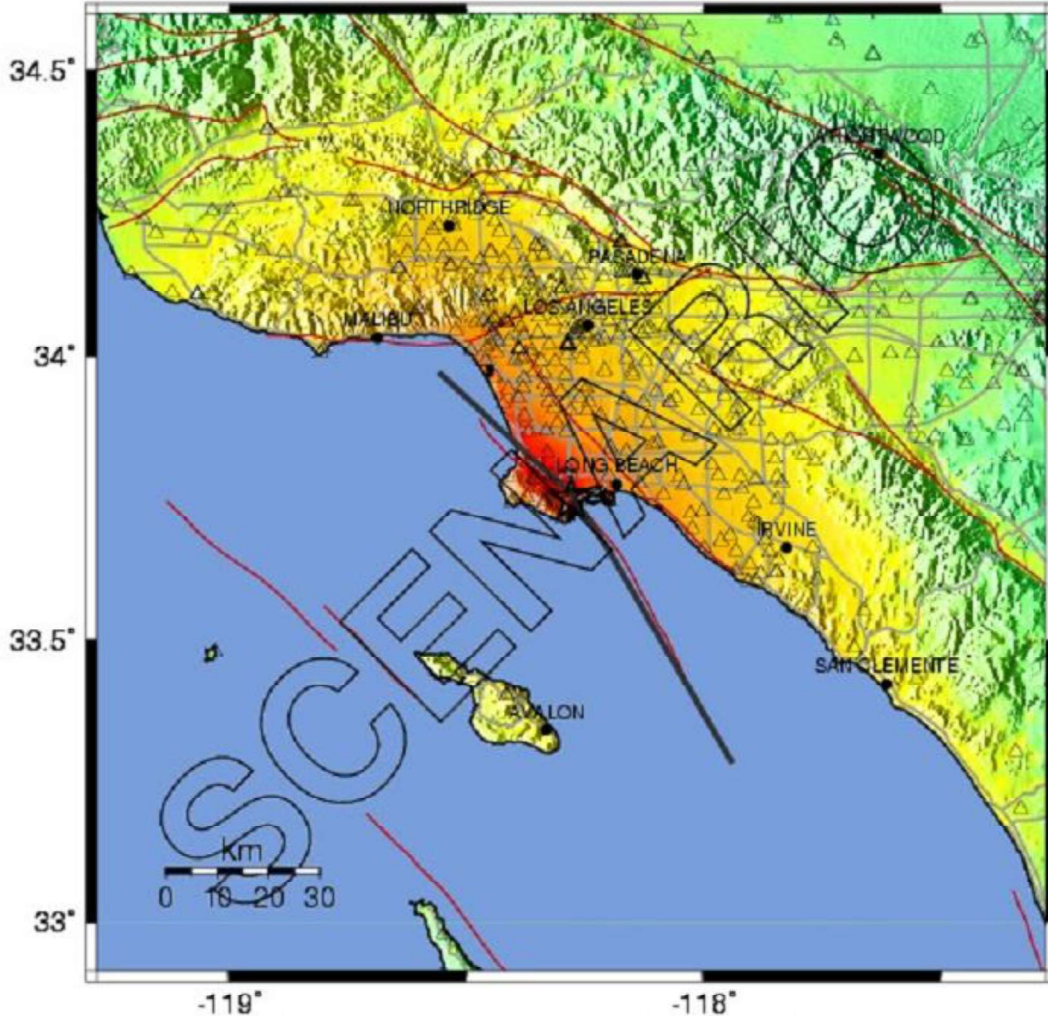 34.5°
WRIGHTWOOD
NORTHRIDGE
PASADENA
LOS ANGELES
MALIBU
34°
LONG BEACH
IRVINE
33.5°
SAN CLEMENTE
AVALON
SCENARIO
km
0 10 20 30
33°
-119° -118°